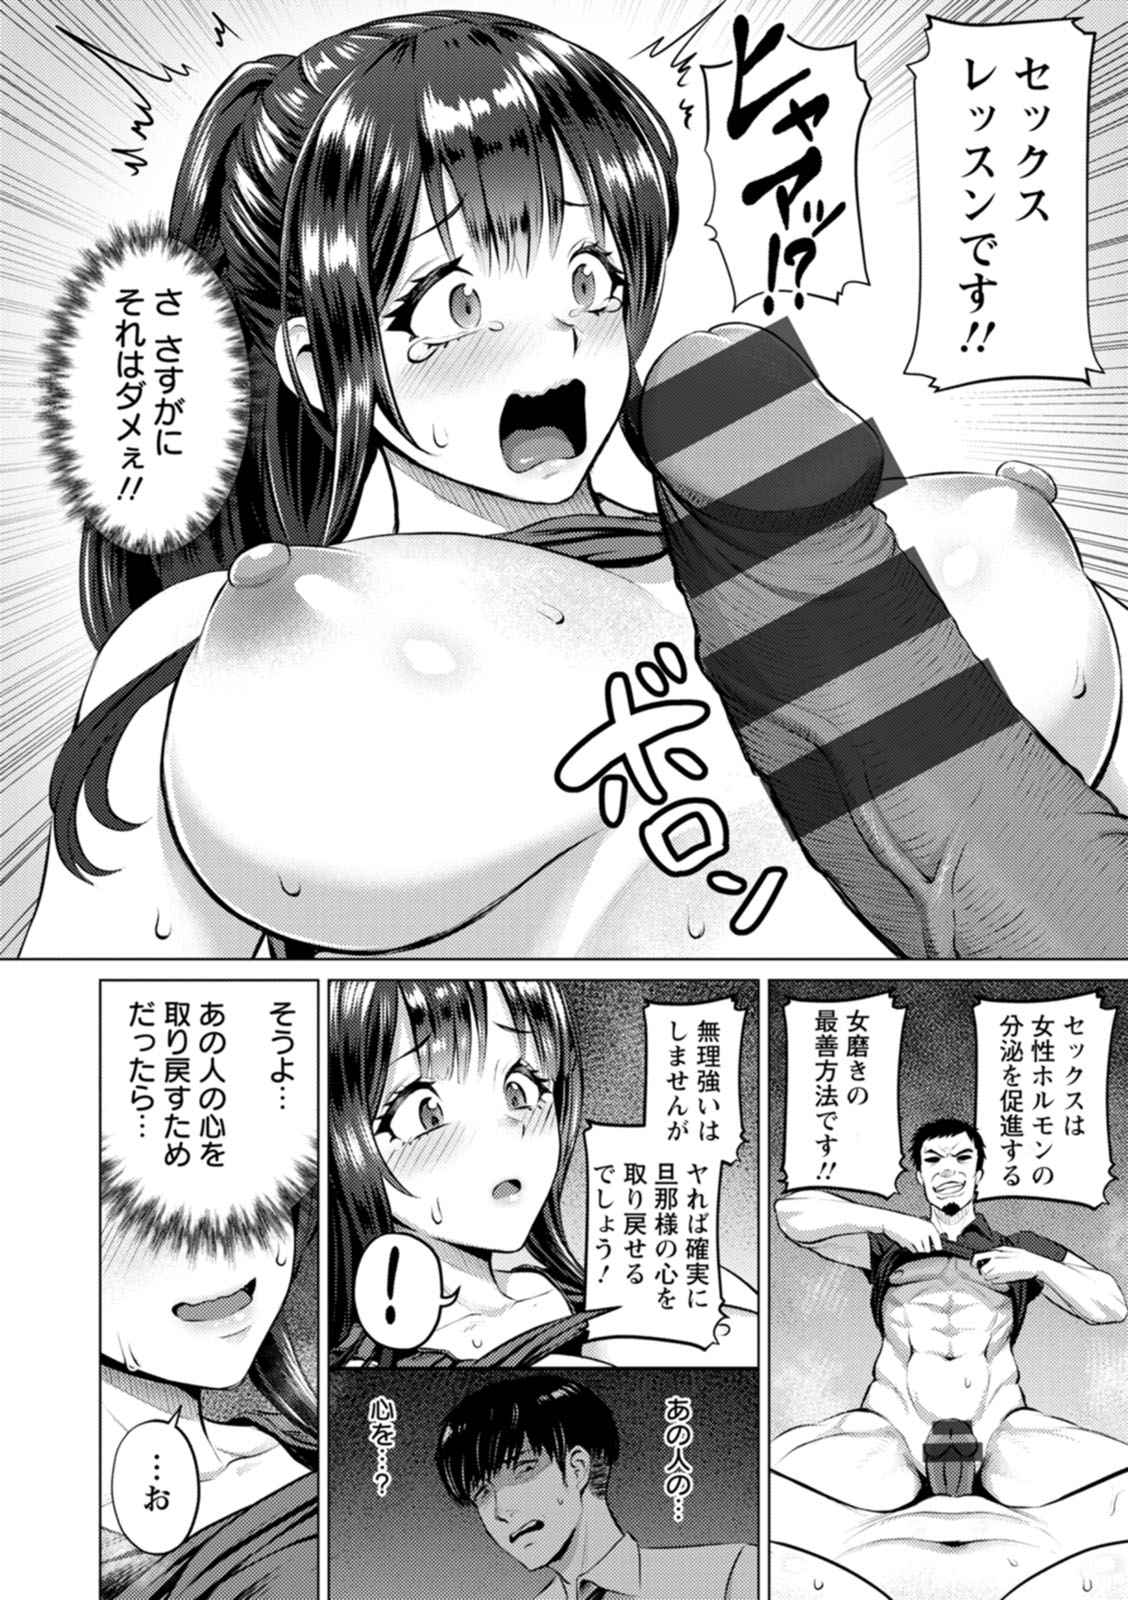 セックス
レッスンです!!
ヒャアァッ!?
さ さすがに
それはダメぇ!!
ボロンッ
セックスは
女性ホルモンの
分泌を促進する
女磨きの
最善方法です!!
無理強いは
しませんが
ヤれば確実に
旦那様の心を
取り戻せる
でしょう!
!
あの人の…
心を…?
そうよ…
あの人の心を
取り戻すため
だったら…
…お